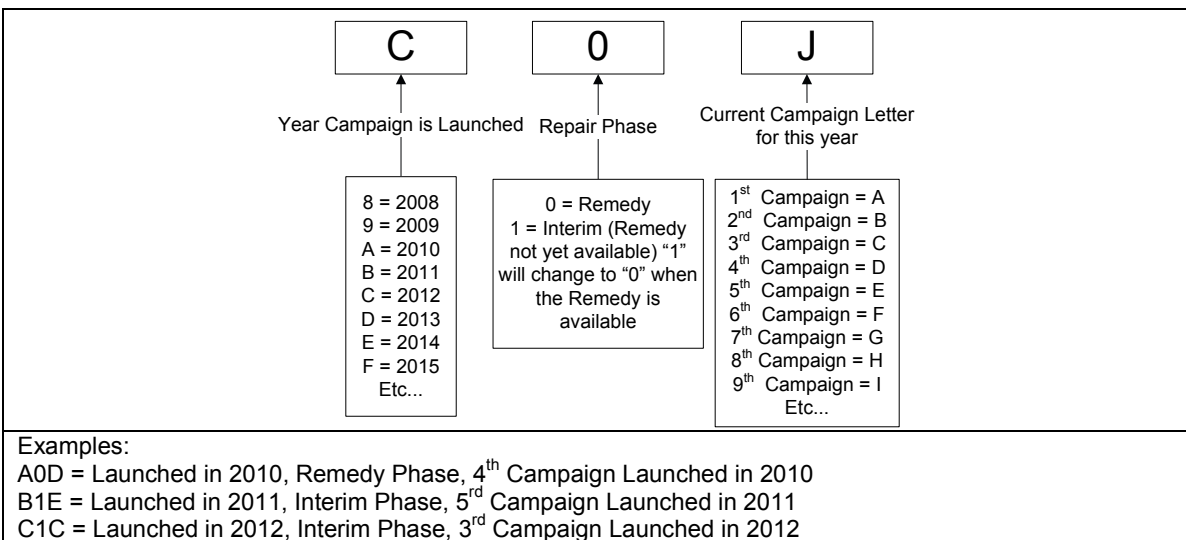 C 0 J
Year Campaign is Launched
Repair Phase
Current Campaign Letter
for this year
8 = 2008
9 = 2009
A = 2010
B = 2011
C = 2012
D = 2013
E = 2014
F = 2015
Etc...
0 = Remedy
1 = Interim (Remedy
not yet available) “1”
will change to “0” when
the Remedy is
available
1st Campaign = A
2nd Campaign = B
3rd Campaign = C
4th Campaign = D
5th Campaign = E
6th Campaign = F
7th Campaign = G
8th Campaign = H
9th Campaign = I
Etc...
Examples:
A0D = Launched in 2010, Remedy Phase, 4th Campaign Launched in 2010
B1E = Launched in 2011, Interim Phase, 5rd Campaign Launched in 2011
C1C = Launched in 2012, Interim Phase, 3rd Campaign Launched in 2012